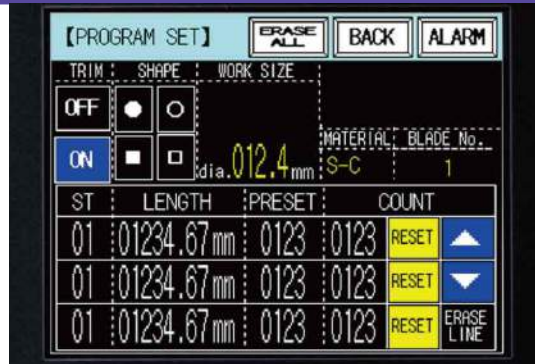 【PROGRAM SET】 ERASE ALL BACK ALARM
TRIM SHAPE WORK SIZE
OFF
MATERIAL BLADE No.
ON dia.012.4mm S-C 1
ST LENGTH PRESET COUNT
01 01234.67mm 0123 0123 RESET
01 01234.67mm 0123 0123 RESET
01 01234.67mm 0123 0123 RESET ERASE LINE